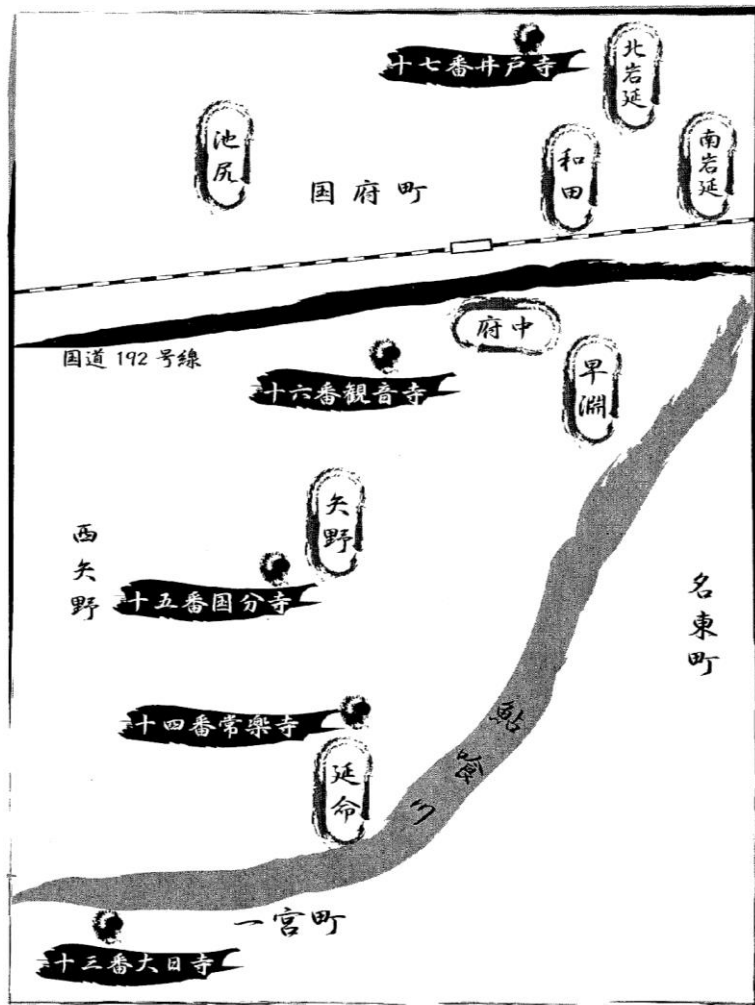 十七番井戸寺
北岩延
池尻
和田
南岩延
国府町
府中
国道192号線
早淵
十六番観音寺
矢野
西矢野
十五番国分寺
名東町
十四番常楽寺
鮎喰川
延命
一宮町
十三番大日寺